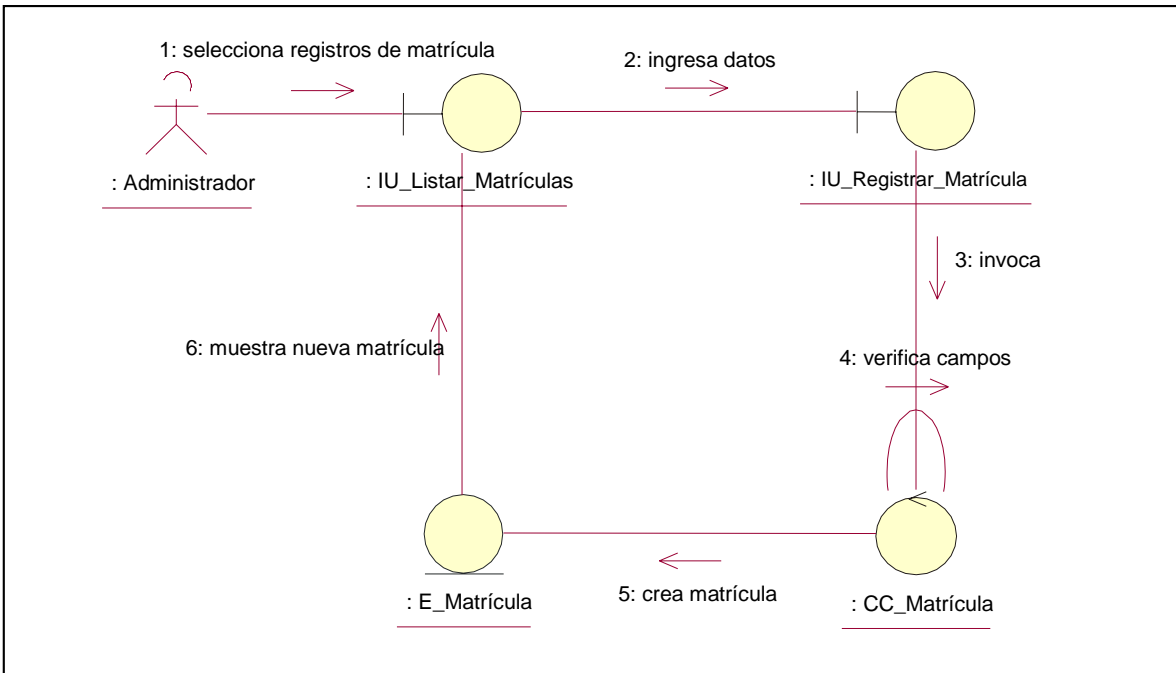 1: selecciona registros de matrícula
2: ingresa datos
: Administrador
: IU_Listar_Matrículas
: IU_Registrar_Matrícula
3: invoca
6: muestra nueva matrícula
4: verifica campos
: E_Matrícula
5: crea matrícula
: CC_Matrícula